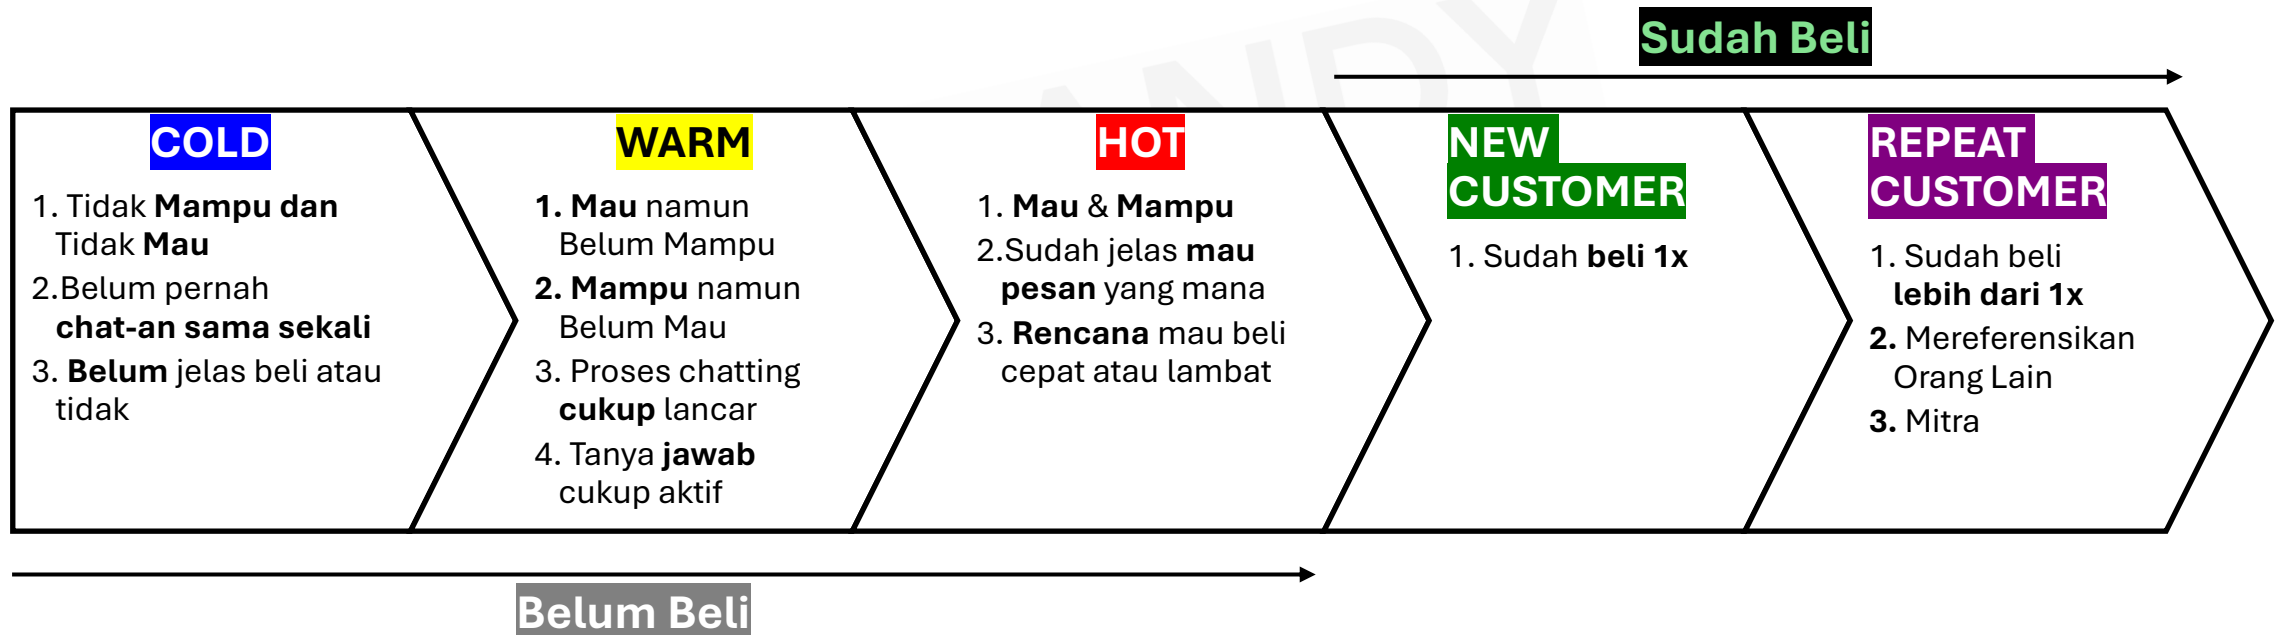 Sudah Beli
COLD
1. Tidak Mampu dan
Tidak Mau
2.Belum pernah
chat-an sama sekali
3. Belum jelas beli atau
tidak
WARM
1. Mau namun
Belum Mampu
2. Mampu namun
Belum Mau
3. Proses chatting
cukup lancar
4. Tanya jawab
cukup aktif
HOT
1. Mau & Mampu
2.Sudah jelas mau
pesan yang mana
3. Rencana mau beli
cepat atau lambat
NEW
CUSTOMER
1. Sudah beli 1x
REPEAT
CUSTOMER
1. Sudah beli
lebih dari 1x
2. Mereferensikan
Orang Lain
3. Mitra
Belum Beli